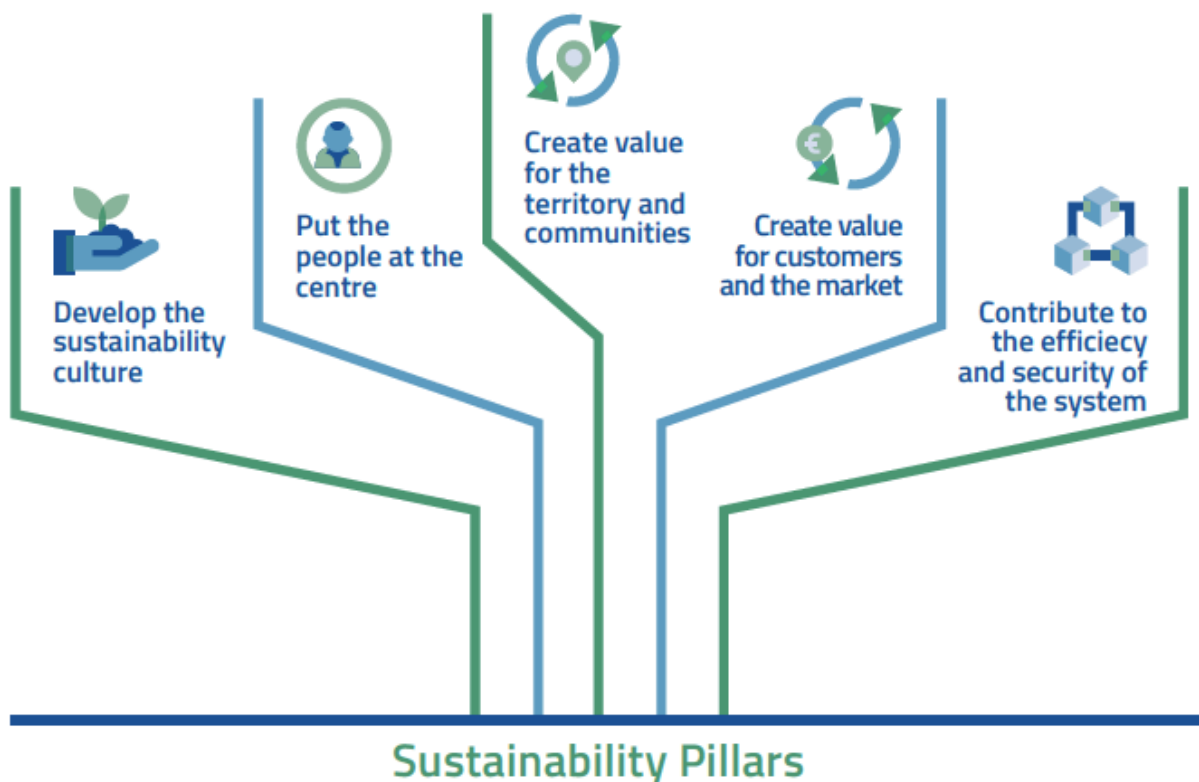 Develop the
sustainability
culture
Put the
people at the
centre
Create value
for the
territory and
communities
€
Create value
for customers
and the market
Contribute to
the efficiecy
and security of
the system
Sustainability Pillars